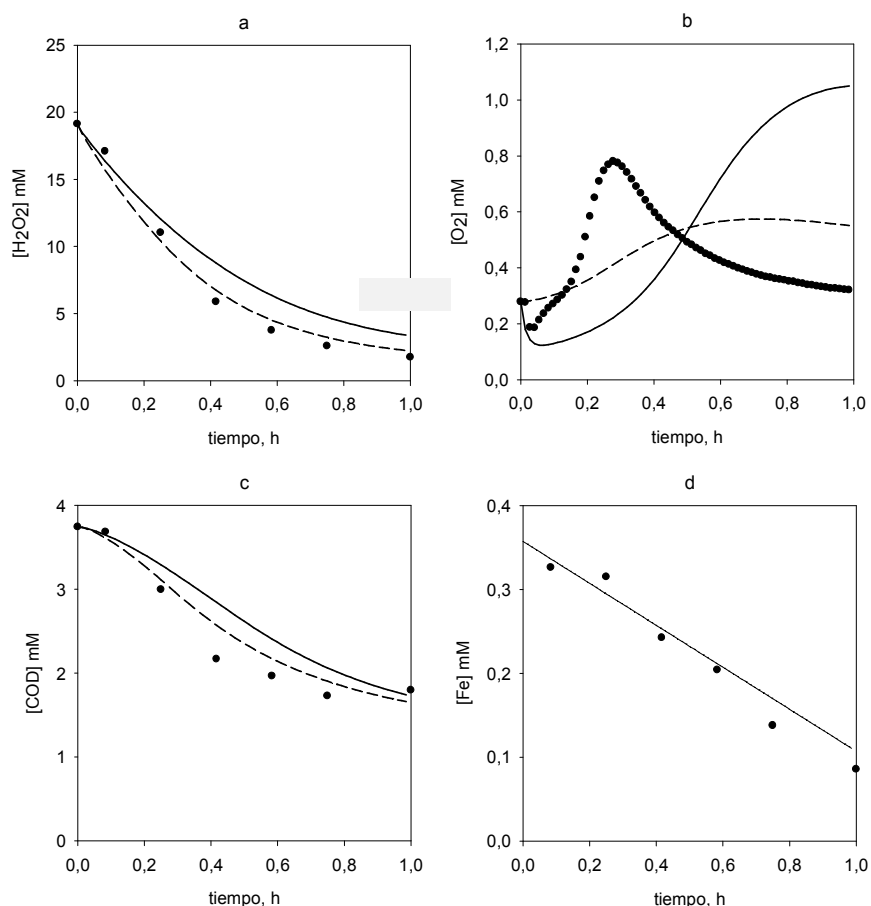 a
25
20
15
10
5
0
[H2O2] mM
0,0 0,2 0,4 0,6 0,8 1,0
tiempo, h
b
1,2
1,0
0,8
0,6
0,4
0,2
0,0
[O2] mM
0,0 0,2 0,4 0,6 0,8 1,0
tiempo, h
c
4
3
2
1
0
[COD] mM
0,0 0,2 0,4 0,6 0,8 1,0
tiempo, h
d
0,4
0,3
0,2
0,1
0,0
[Fe] mM
0,0 0,2 0,4 0,6 0,8 1,0
tiempo, h